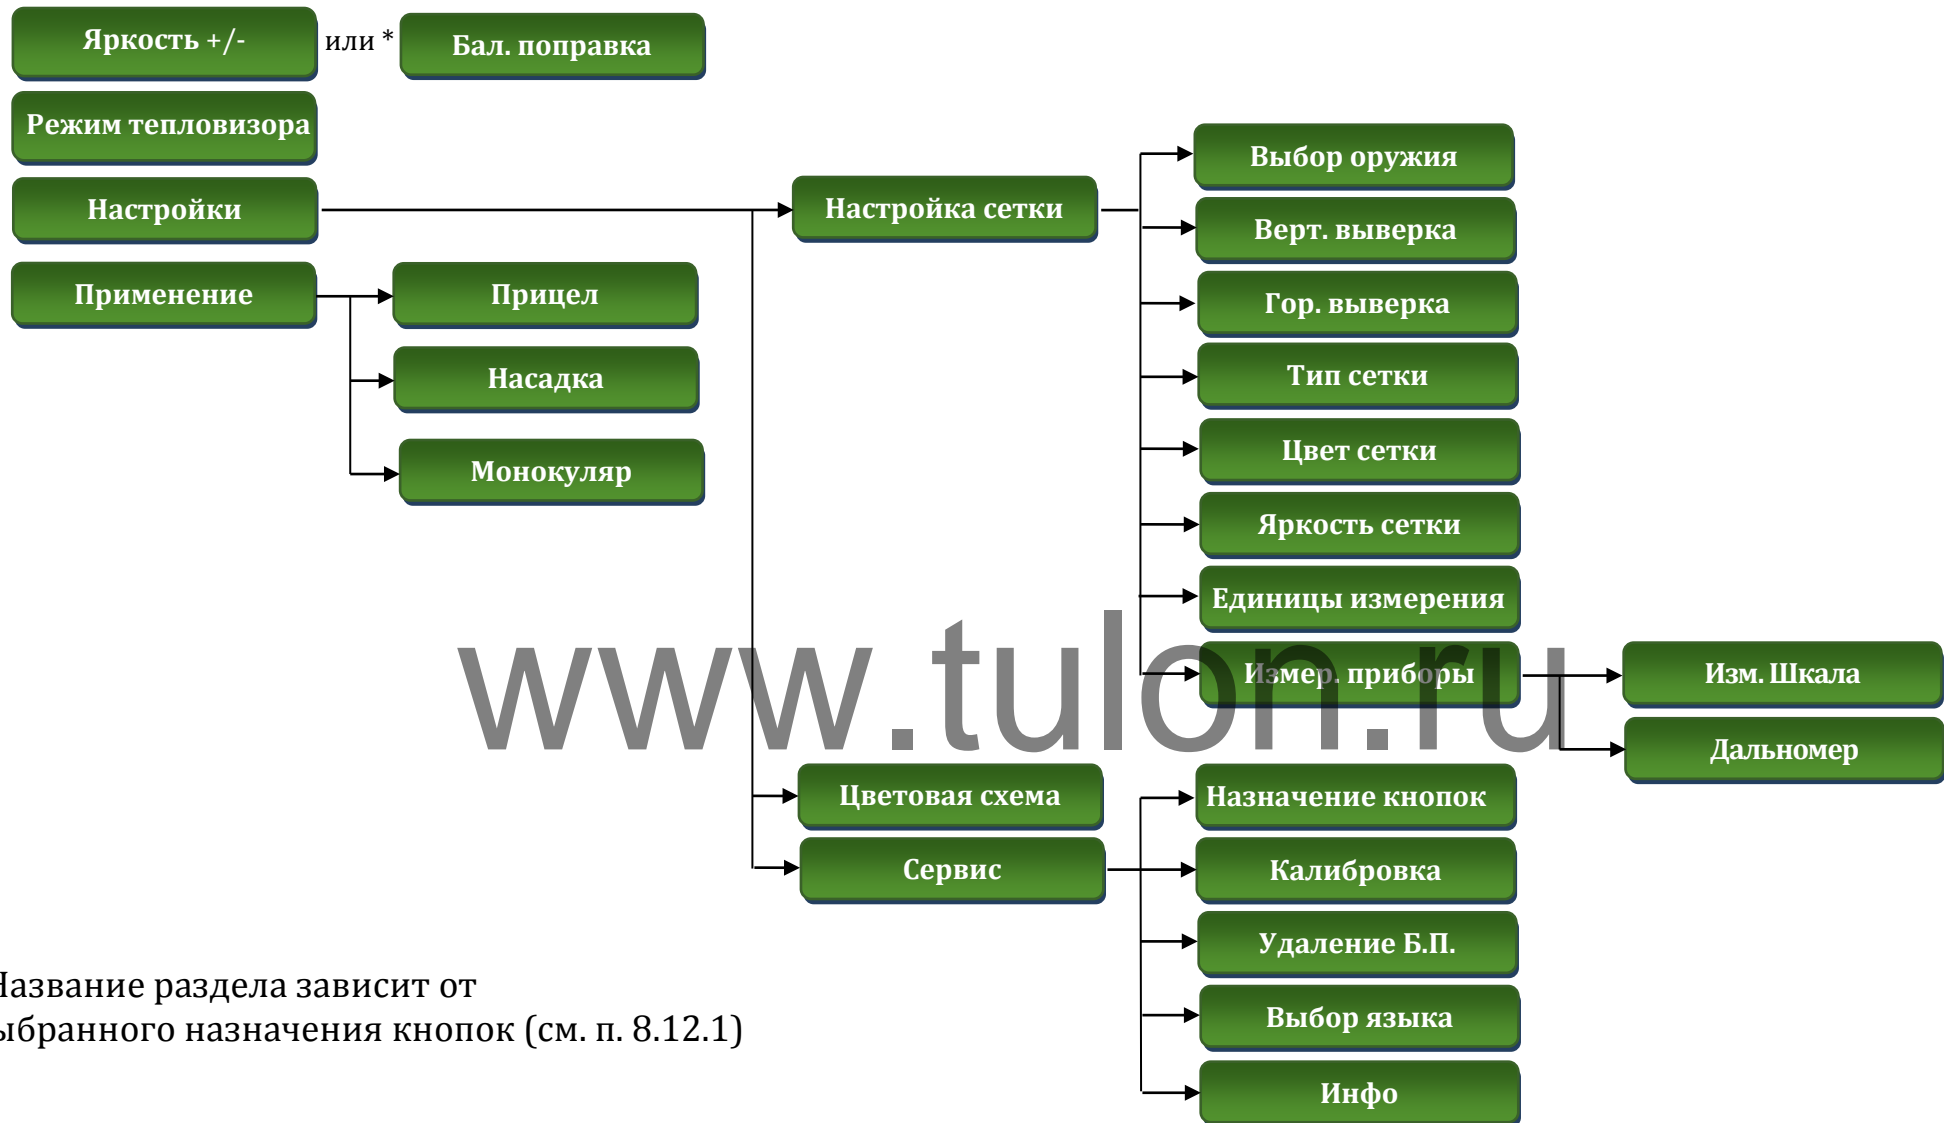 Яркость +/-
или *
Бал. поправка
Режим тепловизора
Настройки
Применение
Прицел
Насадка
Монокуляр
Настройка сетки
Выбор оружия
Верт. выверка
Гор. выверка
Тип сетки
Цвет сетки
Яркость сетки
Единицы измерения
Измер. приборы
Изм. Шкала
Дальномер
www.tulon.ru
Цветовая схема
Сервис
Назначение кнопок
Калибровка
Удаление Б.П.
Выбор языка
Инфо
Название раздела зависит от
ыбранного назначения кнопок (см. п. 8.12.1)